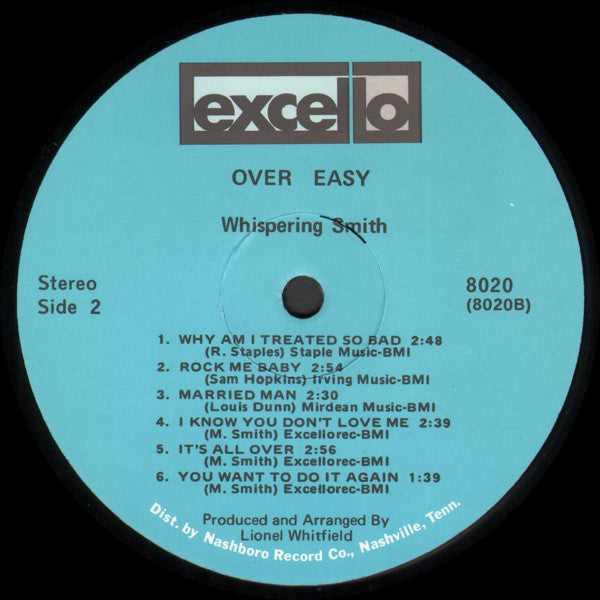 excello
OVER EASY
Whispering Smith
Stereo
Side 2
8020
(8020B)
1. WHY AM I TREATED SO BAD 2:48
(R. Staples) Staple Music-BMI
2. ROCK ME BABY 2:54
(Sam Hopkins) Irving Music-BMI
3. MARRIED MAN 2:30
(Louis Dunn) Mirdean Music-BMI
4. I KNOW YOU DON'T LOVE ME 2:39
(M. Smith) Excellorec-BMI
5. IT'S ALL OVER 2:56
(M. Smith) Excellorec-BMI
6. YOU WANT TO DO IT AGAIN 1:39
(M. Smith) Excellorec-BMI
Produced and Arranged By
Lionel Whitfield
Dist. by Nashboro Record Co., Nashville, Tenn.